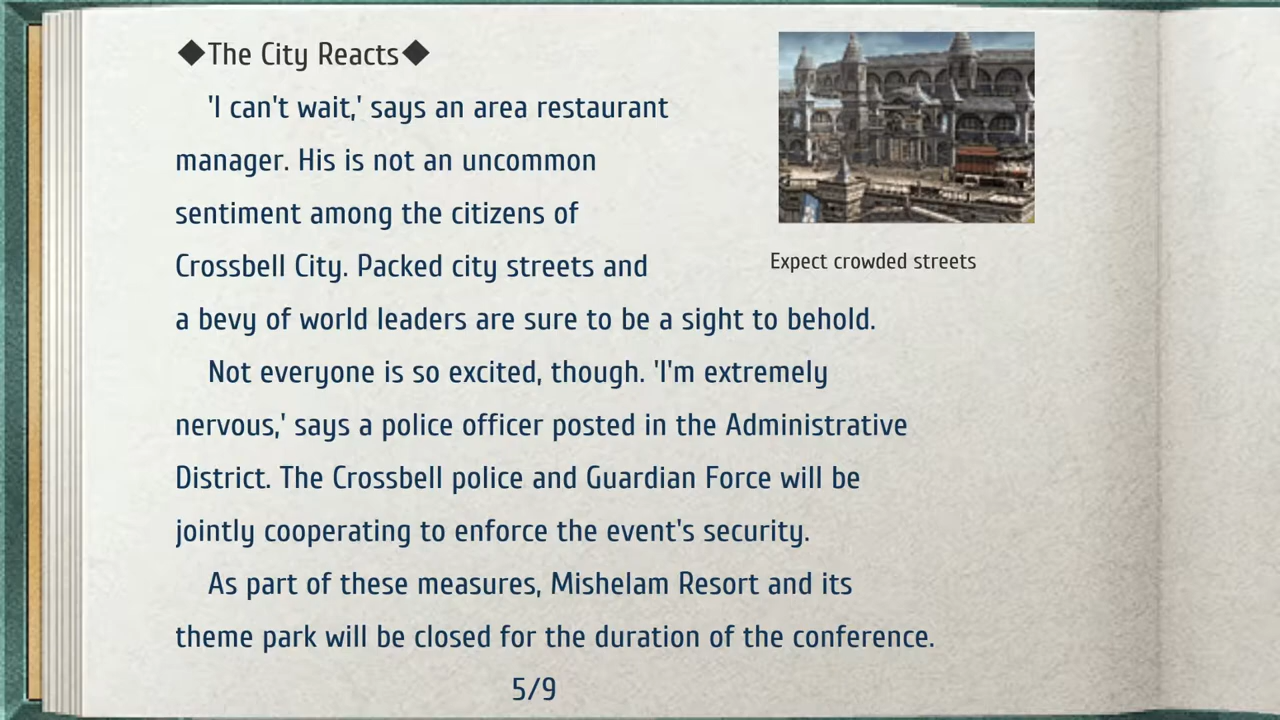 ◆The City Reacts◆
'I can't wait,' says an area restaurant
manager. His is not an uncommon
sentiment among the citizens of
Crossbell City. Packed city streets and
a bevy of world leaders are sure to be a sight to behold.
Expect crowded streets
Not everyone is so excited, though. 'I'm extremely
nervous,' says a police officer posted in the Administrative
District. The Crossbell police and Guardian Force will be
jointly cooperating to enforce the event's security.
As part of these measures, Mishelam Resort and its
theme park will be closed for the duration of the conference.
5/9